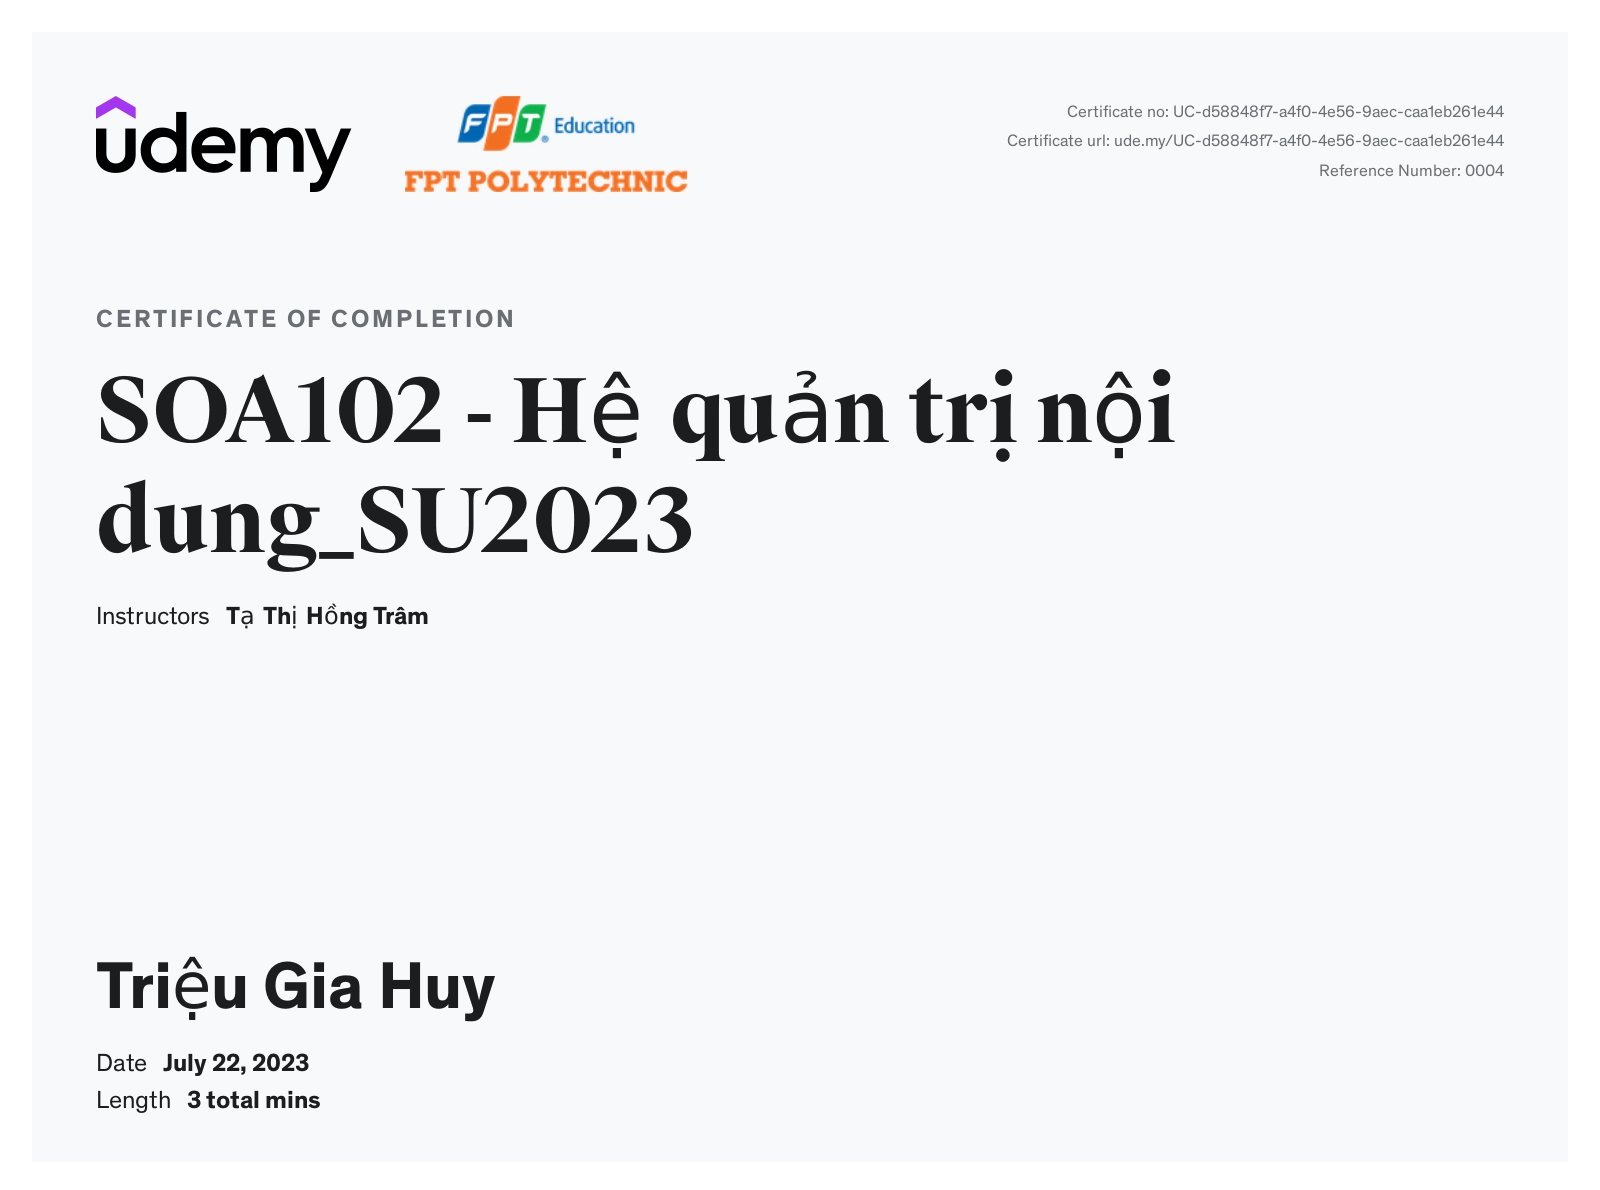 udemy
FPT Education
FPT POLYTECHNIC
Certificate no: UC-d58848f7-a4f0-4e56-9aec-caa1eb261e44
Certificate url: ude.my/UC-d58848f7-a4f0-4e56-9aec-caa1eb261e44
Reference Number: 0004
CERTIFICATE OF COMPLETION
SOA102 - Hệ quản trị nội
dung_SU2023
Instructors Tạ Thị Hồng Trâm
Triệu Gia Huy
Date July 22, 2023
Length 3 total mins